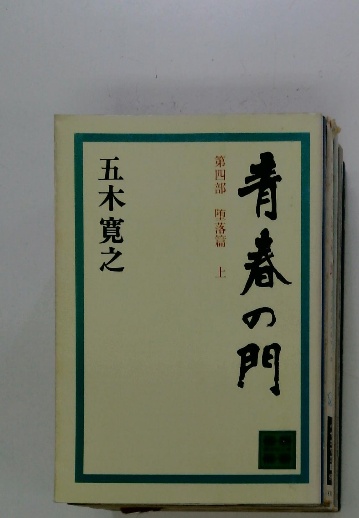 青春の門
第四部 堕落篇 上
五木寛之